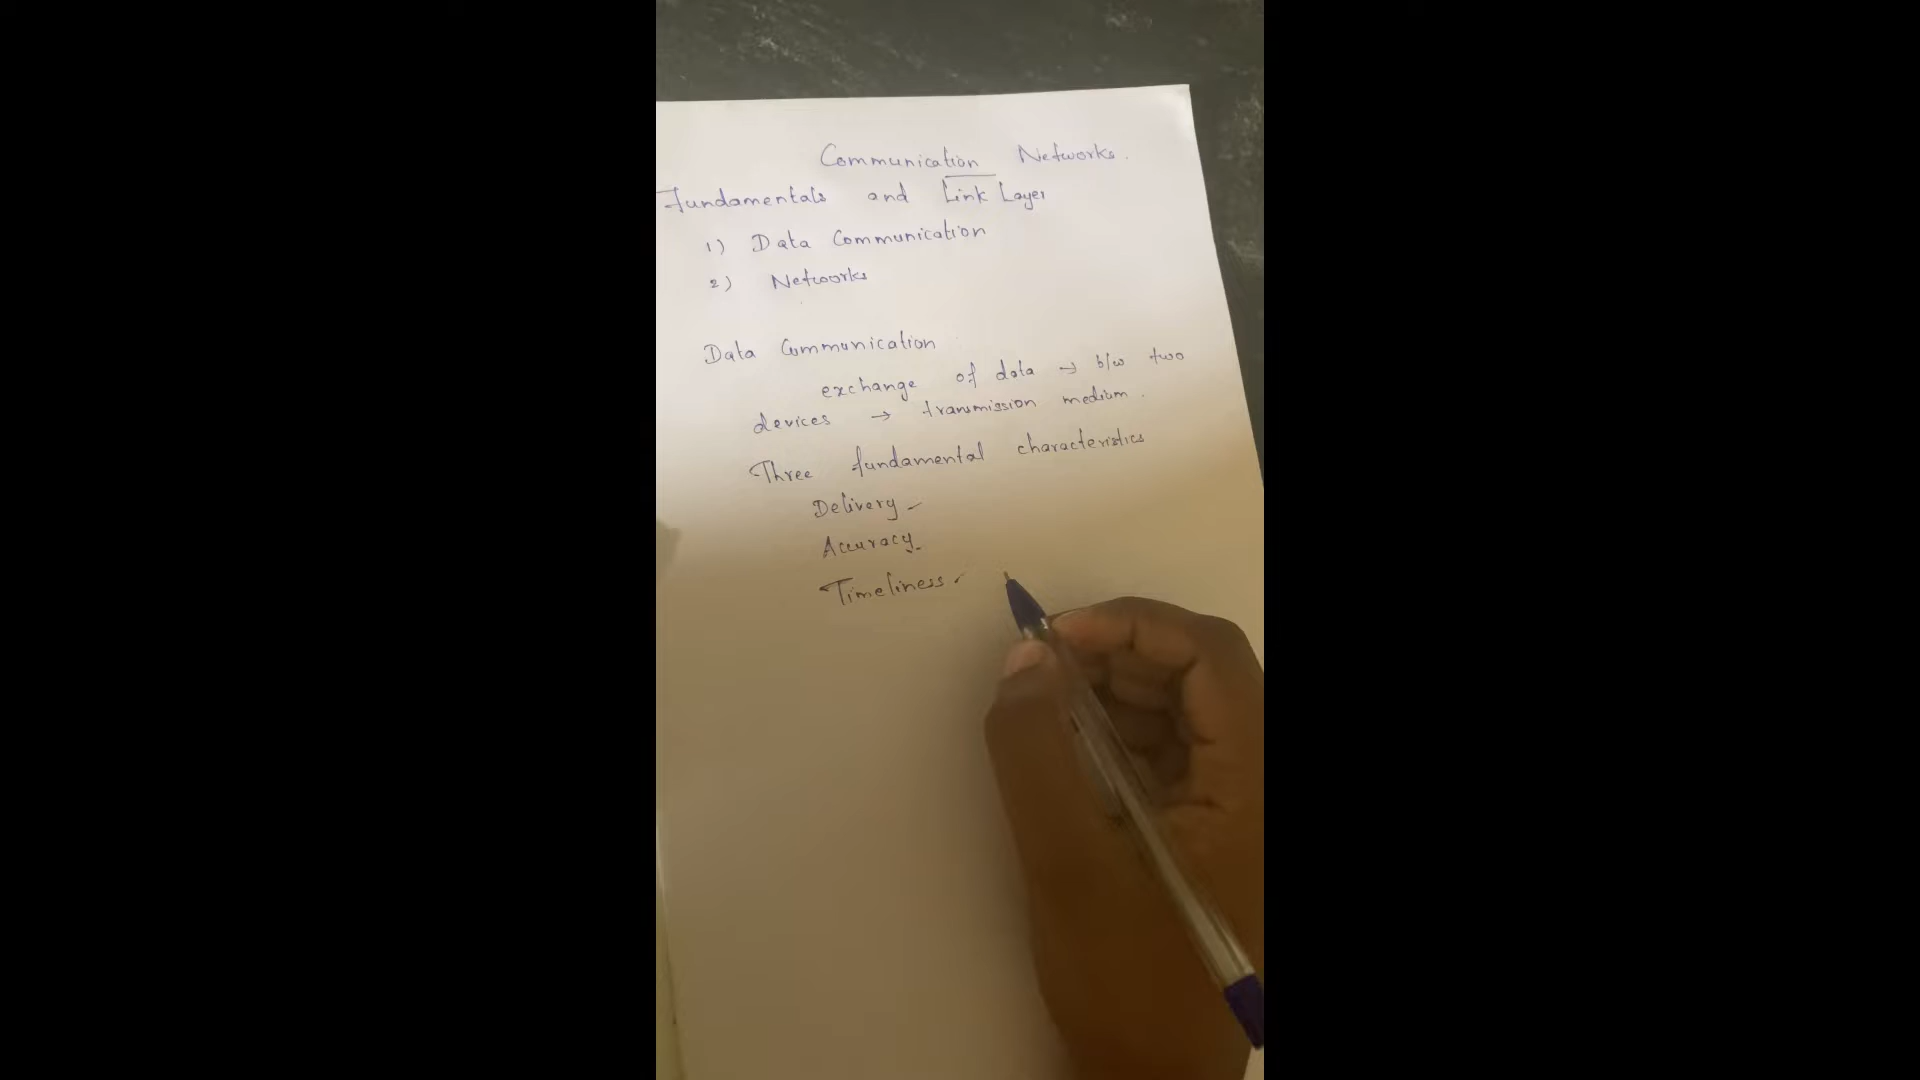 Communication Networks.
Fundamentals and Link Layer
1) Data Communication
2) Networks
Data Communication
exchange of data → b/w two
devices → transmission medium.
Three fundamental characteristics
Delivery
Accuracy
Timeliness